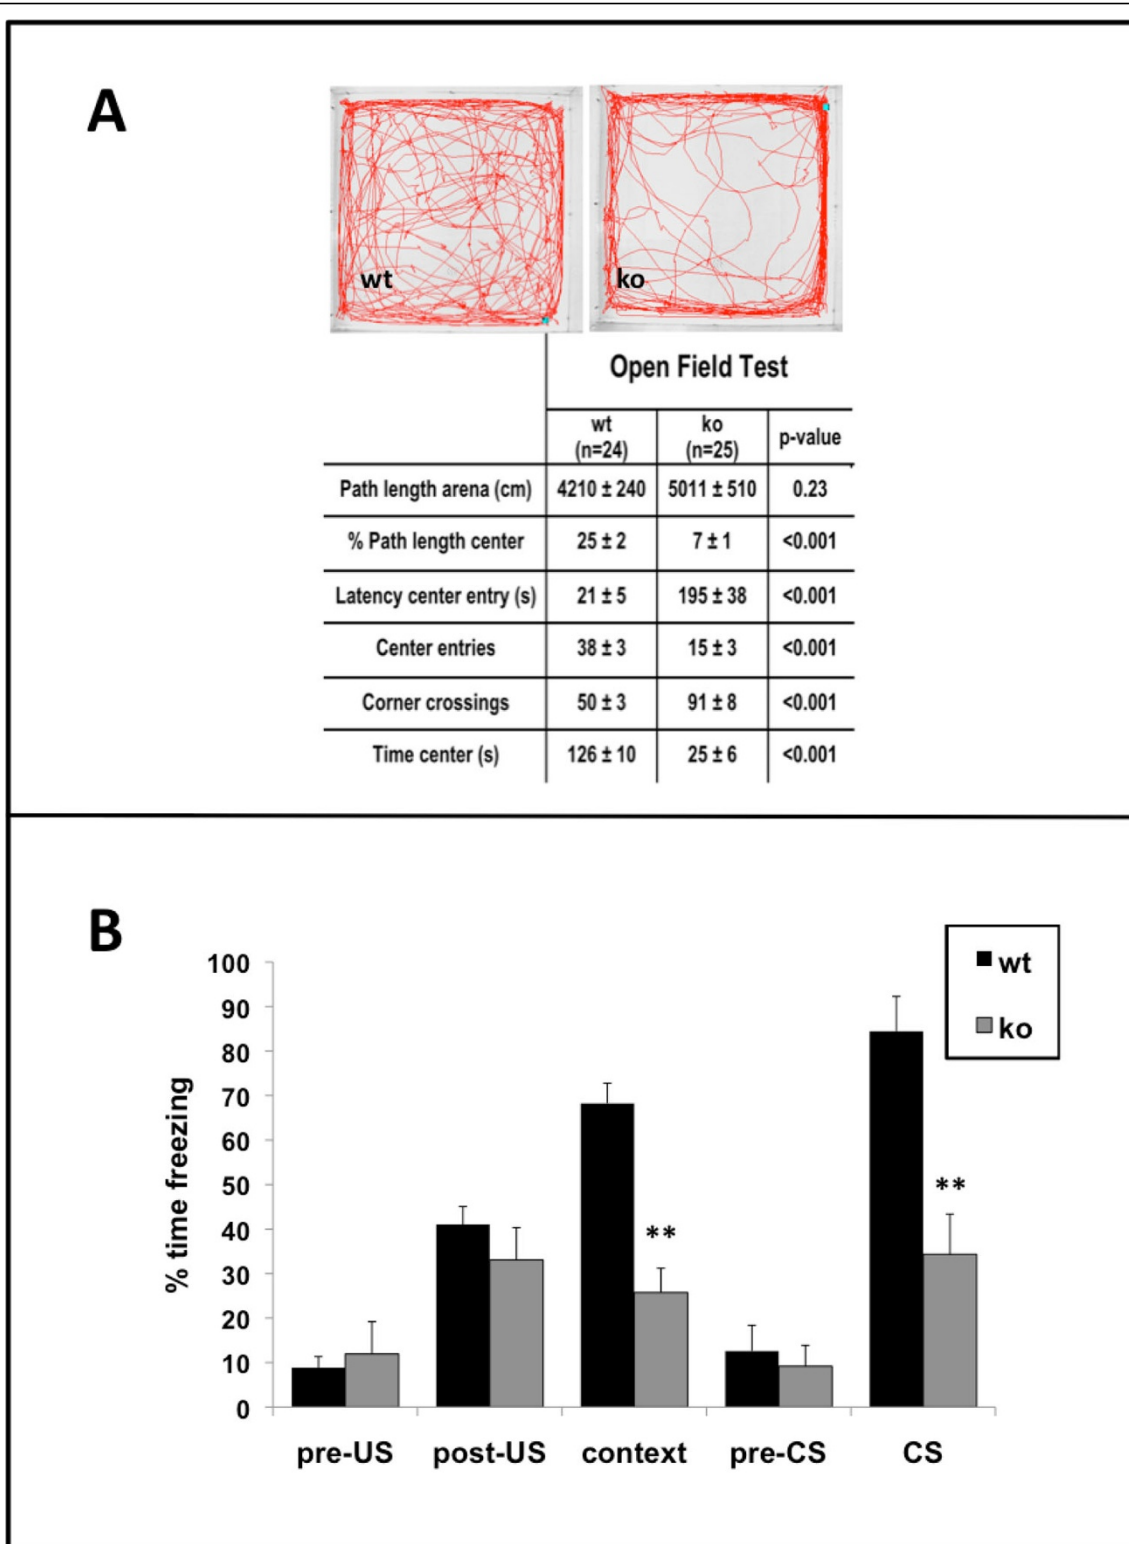 A
wt
ko
Open Field Test
wt
(n=24)
ko
(n=25)
p-value
Path length arena (cm) 4210 ± 240 5011 ± 510 0.23
% Path length center 25 ± 2 7 ± 1 <0.001
Latency center entry (s) 21 ± 5 195 ± 38 <0.001
Center entries 38 ± 3 15 ± 3 <0.001
Corner crossings 50 ± 3 91 ± 8 <0.001
Time center (s) 126 ± 10 25 ± 6 <0.001
B
wt
ko
% time freezing
100
90
80
70
60
50
40
30
20
10
0
**
**
pre-US post-US context pre-CS CS